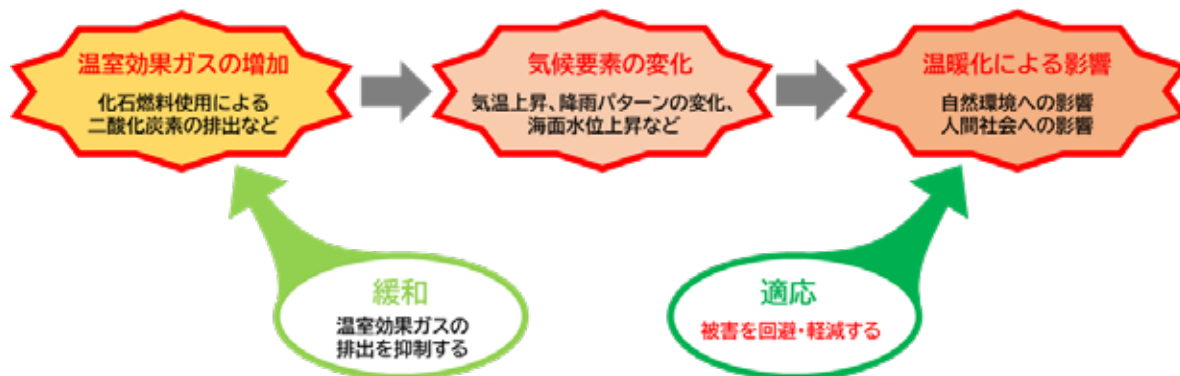 温室効果ガスの増加
化石燃料使用による
二酸化炭素の排出など
気候要素の変化
気温上昇、降雨パターンの変化、
海面水位上昇など
温暖化による影響
自然環境への影響
人間社会への影響
緩和
温室効果ガスの
排出を抑制する
適応
被害を回避・軽減する